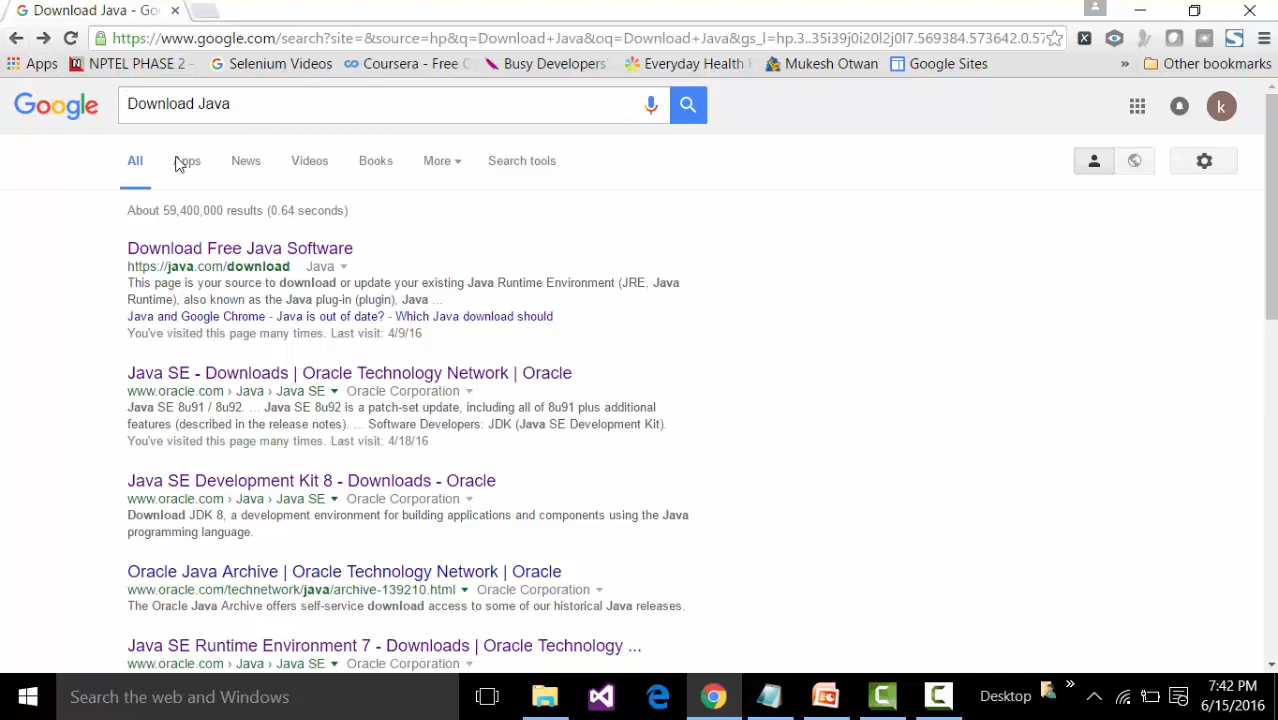 Download Java - Go
https://www.google.com/search?site=&source=hp&q=Download+Java&oq=Download+Java&gs_l=hp.3..35i39j0i20l2j0l7.569384.573642.0.57
Apps NPTEL PHASE 2 - Selenium Videos Coursera - Free C Busy Developers' Everyday Health Mukesh Otwan Google Sites » Other bookmarks
Google Download Java k
All Apps News Videos Books More Search tools
About 59,400,000 results (0.64 seconds)
Download Free Java Software
https://java.com/download Java
This page is your source to download or update your existing Java Runtime Environment (JRE, Java
Runtime), also known as the Java plug-in (plugin), Java ...
Java and Google Chrome - Java is out of date? - Which Java download should
You've visited this page many times. Last visit: 4/9/16
Java SE - Downloads | Oracle Technology Network | Oracle
www.oracle.com › Java › Java SE Oracle Corporation
Java SE 8u91 / 8u92. ... Java SE 8u92 is a patch-set update, including all of 8u91 plus additional
features (described in the release notes). ... Software Developers: JDK (Java SE Development Kit).
You've visited this page many times. Last visit: 4/18/16
Java SE Development Kit 8 - Downloads - Oracle
www.oracle.com › Java › Java SE Oracle Corporation
Download JDK 8, a development environment for building applications and components using the Java
programming language.
Oracle Java Archive | Oracle Technology Network | Oracle
www.oracle.com/technetwork/java/archive-139210.html Oracle Corporation
The Oracle Java Archive offers self-service download access to some of our historical Java releases.
Java SE Runtime Environment 7 - Downloads | Oracle Technology ...
www.oracle.com › Java › Java SE Oracle Corporation
Search the web and Windows Desktop » 7:42 PM
6/15/2016